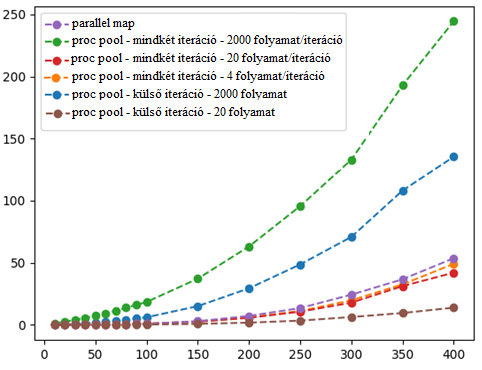 250
200
150
100
50
0
parallel map
proc pool - mindkét iteráció - 2000 folyamat/iteráció
proc pool - mindkét iteráció - 20 folyamat/iteráció
proc pool - mindkét iteráció - 4 folyamat/iteráció
proc pool - külső iteráció - 2000 folyamat
proc pool - külső iteráció - 20 folyamat
0 50 100 150 200 250 300 350 400